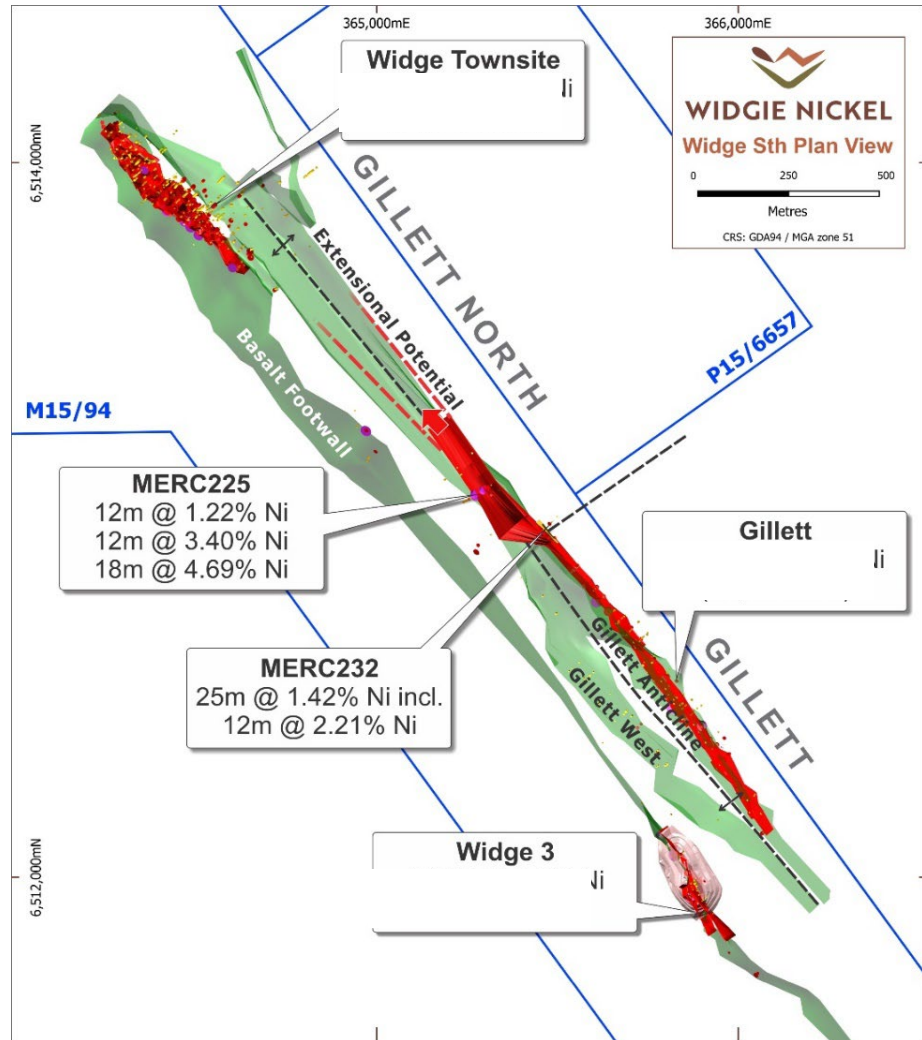 365,000mE
366,000mE
6,514,000mN
6,512,000mN
WIDGIE NICKEL
Widge Sth Plan View
0 250 500
Metres
CRS: GDA94 / MGA zone 51
Widge Townsite
GILLETT NORTH
Extensional Potential
Basalt Footwall
P15/6657
M15/94
MERC225
12m @ 1.22% Ni
12m @ 3.40% Ni
18m @ 4.69% Ni
Gillett
MERC232
25m @ 1.42% Ni incl.
12m @ 2.21% Ni
Gillett Anticline
Gillett West
GILLETT
Widge 3